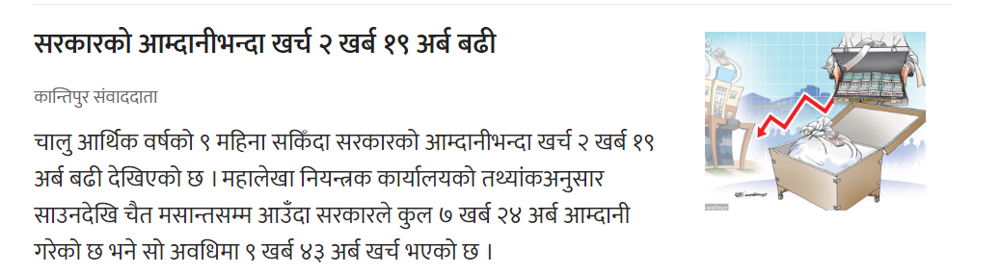 सरकारको आम्दानीभन्दा खर्च २ खर्ब १९ अर्ब बढी
कान्तिपुर संवाददाता
चालु आर्थिक वर्षको ९ महिना सकिँदा सरकारको आम्दानीभन्दा खर्च २ खर्ब १९
अर्ब बढी देखिएको छ । महालेखा नियन्त्रक कार्यालयको तथ्यांकअनुसार
साउनदेखि चैत मसान्तसम्म आउँदा सरकारले कुल ७ खर्ब २४ अर्ब आम्दानी
गरेको छ भने सो अवधिमा ९ खर्ब ४३ अर्ब खर्च भएको छ ।